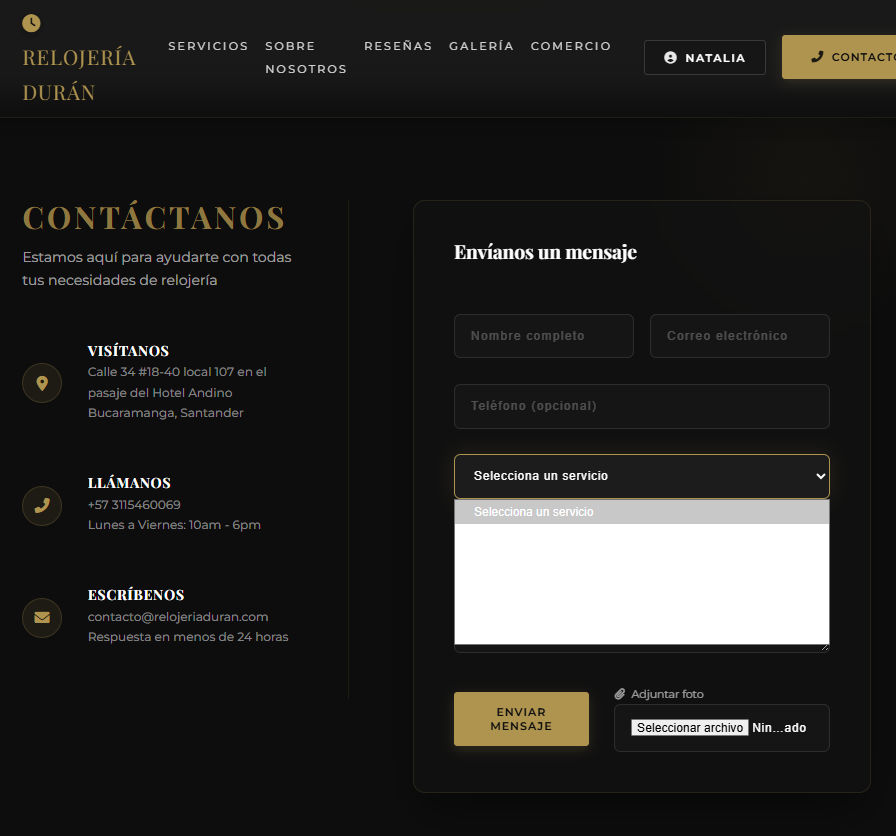 RELOJERÍA
DURÁN
SERVICIOS
SOBRE
NOSOTROS
RESEÑAS
GALERÍA
COMERCIO
NATALIA
CONTACTO
CONTÁCTANOS
Estamos aquí para ayudarte con todas
tus necesidades de relojería
VISÍTANOS
Calle 34 #18-40 local 107 en el
pasaje del Hotel Andino
Bucaramanga, Santander
LLÁMANOS
+57 3115460069
Lunes a Viernes: 10am - 6pm
ESCRÍBENOS
contacto@relojeriaduran.com
Respuesta en menos de 24 horas
Envíanos un mensaje
Nombre completo
Correo electrónico
Teléfono (opcional)
Selecciona un servicio
Selecciona un servicio
ENVIAR
MENSAJE
Adjuntar foto
Seleccionar archivo Nin...ado